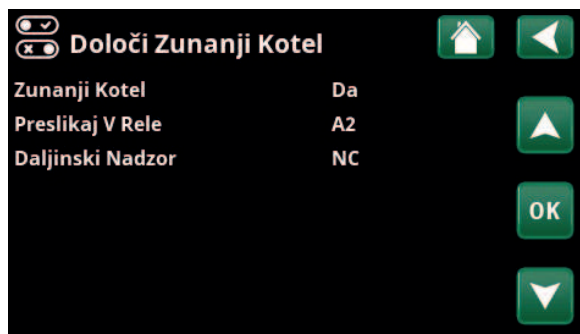 Določi Zunanji Kotel
Zunanji Kotel Da
Preslikaj V Rele A2
Daljinski Nadzor NC
OK